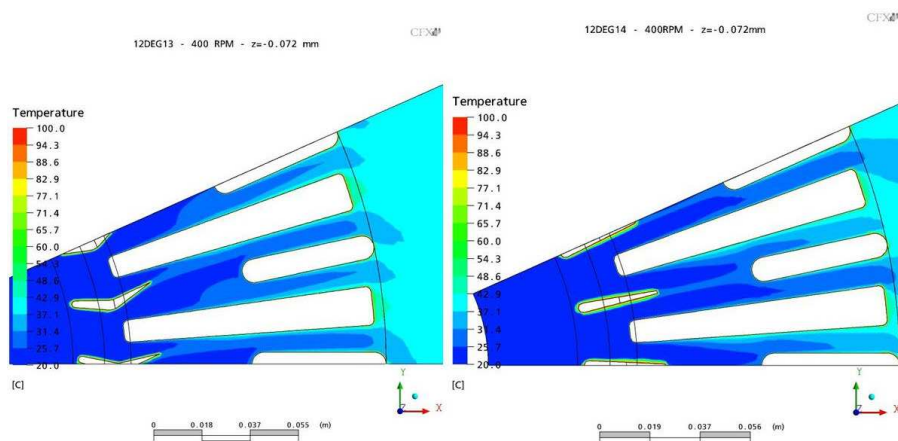 CFX
12DEG13 - 400 RPM - z=-0.072 mm
Temperature
100.0
94.3
88.6
82.9
77.1
71.4
65.7
60.0
54.3
48.6
42.9
37.1
31.4
25.7
20.0
[C]
Y
Z
X
0 0.018 0.037 0.055 (m)
CFX
12DEG14 - 400RPM - z=-0.072mm
Temperature
100.0
94.3
88.6
82.9
77.1
71.4
65.7
60.0
54.3
48.6
42.9
37.1
31.4
25.7
20.0
[C]
Y
Z
X
0 0.019 0.037 0.056 (m)